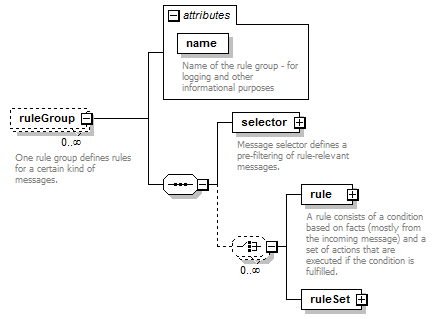 attributes
name
Name of the rule group - for
logging and other
informational purposes
ruleGroup
0..∞
One rule group defines rules
for a certain kind of
messages.
selector
Message selector defines a
pre-filtering of rule-relevant
messages.
0..∞
rule
A rule consists of a condition
based on facts (mostly from
the incoming message) and a
set of actions that are
executed if the condition is
fulfilled.
ruleSet